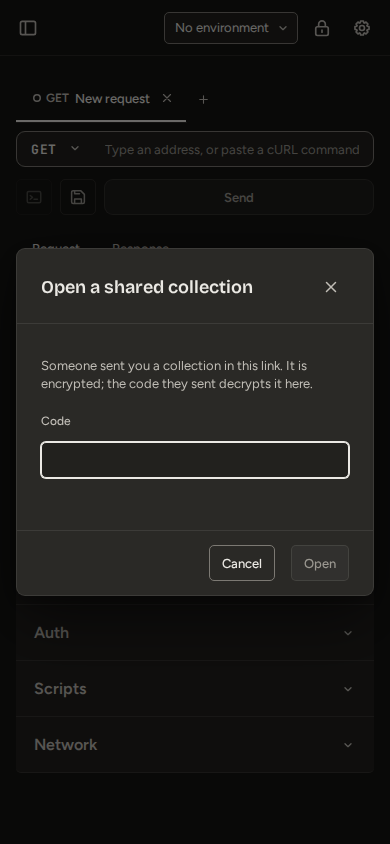 No environment
GET New request
GET Type an address, or paste a cURL command
Send
Request Response
Open a shared collection
Someone sent you a collection in this link. It is
encrypted; the code they sent decrypts it here.
Code
Cancel Open
Auth
Scripts
Network